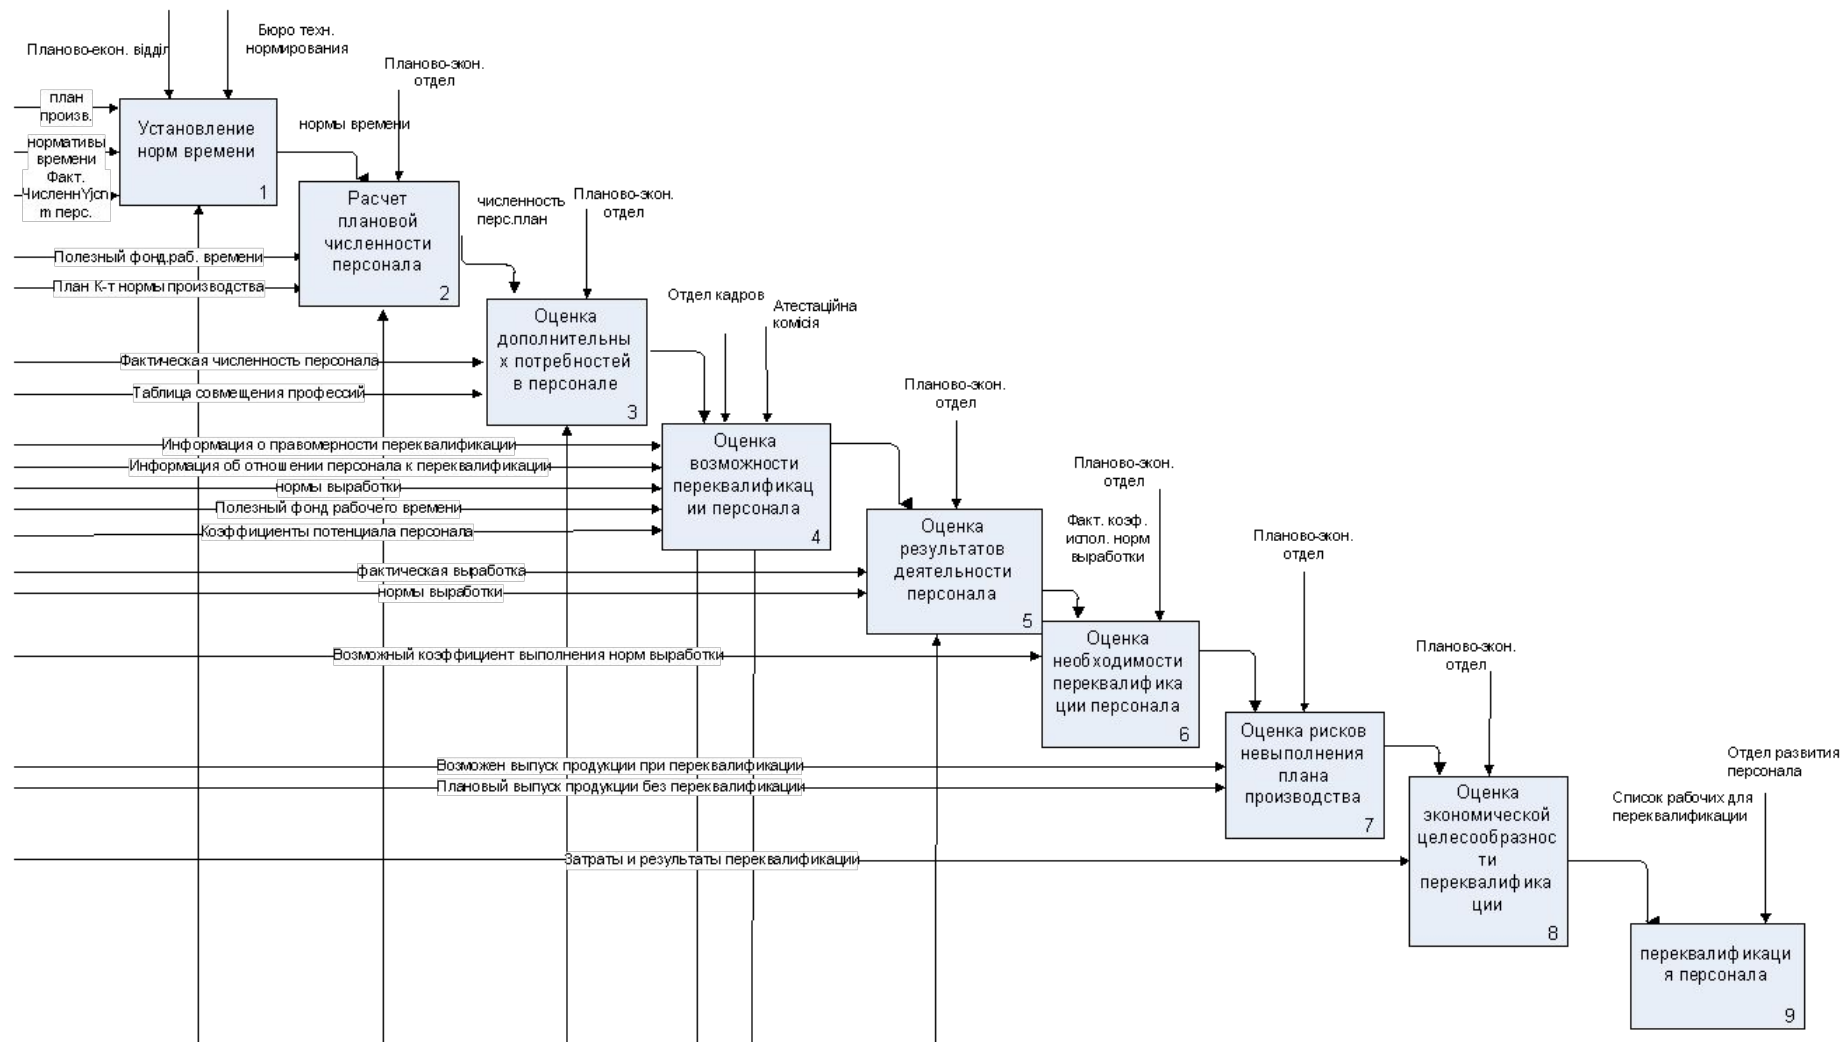 Планово-екон. відділ
Бюро техн.
нормирования
Планово-экон.
отдел
план
произв.
нормативы
времени
Факт.
ЧисленнYjcn
m перс.
Установление
норм времени
1
нормы времени
Расчет
плановой
численности
персонала
2
Полезный фонд.раб. времени
План К-т нормы производства
численность
перс.план
Планово-экон.
отдел
Оценка
дополнительны
х потребностей
в персонале
3
Фактическая численность персонала
Таблица совмещения профессий
Отдел кадров
Атестаційна
комісія
Оценка
возможности
переквалификац
ии персонала
4
Информация о правомерности переквалификации
Информация об отношении персонала к переквалификации
нормы выработки
Полезный фонд рабочего времени
Коэффициенты потенциала персонала
Планово-экон.
отдел
Оценка
результатов
деятельности
персонала
5
фактическая выработка
нормы выработки
Планово-экон.
отдел
Факт. коэф.
испол. норм
выработки
Оценка
необходимости
переквалифика
ции персонала
6
Возможный коэффициент выполнения норм выработки
Планово-экон.
отдел
Оценка рисков
невыполнения
плана
производства
7
Возможен выпуск продукции при переквалификации
Плановый выпуск продукции без переквалификации
Планово-экон.
отдел
Оценка
экономической
целесообразнос
ти
переквалифика
ции
8
Затраты и результаты переквалификации
Отдел развития
персонала
Список рабочих для
переквалификации
переквалификаци
я персонала
9